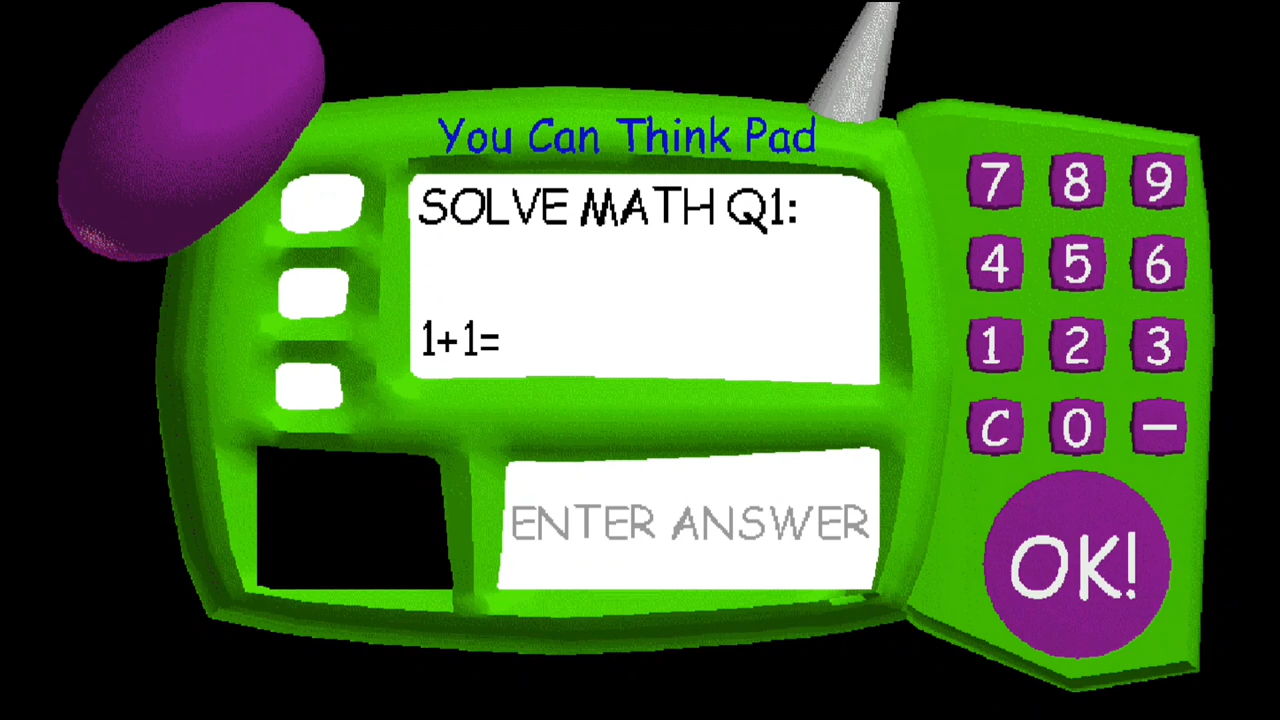 You Can Think Pad
SOLVE MATH Q1:
1+1=
ENTER ANSWER
7 8 9
4 5 6
1 2 3
C 0 −
OK!